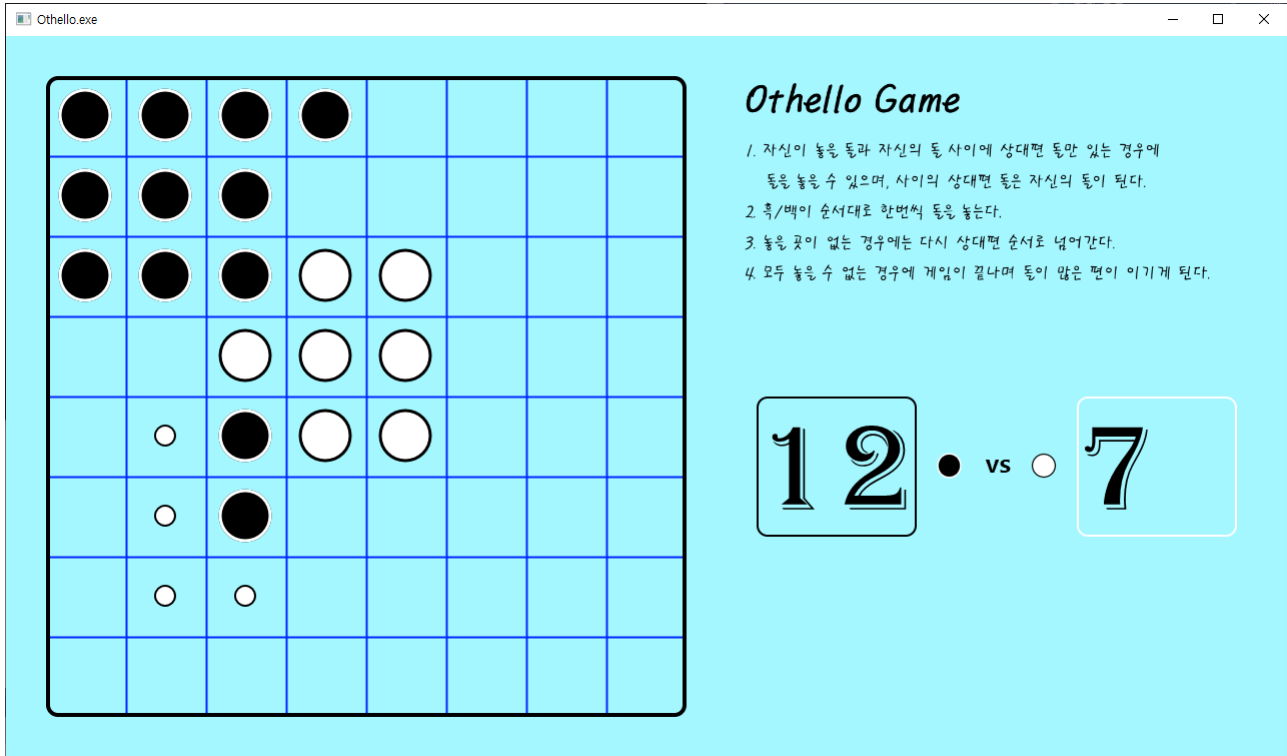 Othello.exe
Othello Game
1. 자신이 놓을 돌과 자신의 돌 사이에 상대편 돌만 있는 경우에
돌을 놓을 수 있으며, 사이의 상대편 돌은 자신의 돌이 된다.
2. 흑/백이 순서대로 한번씩 돌을 놓는다.
3. 놓을 곳이 없는 경우에는 다시 상대편 순서로 넘어간다.
4. 모두 놓을 수 없는 경우에 게임이 끝나며 돌이 많은 편이 이기게 된다.
12 vs 7